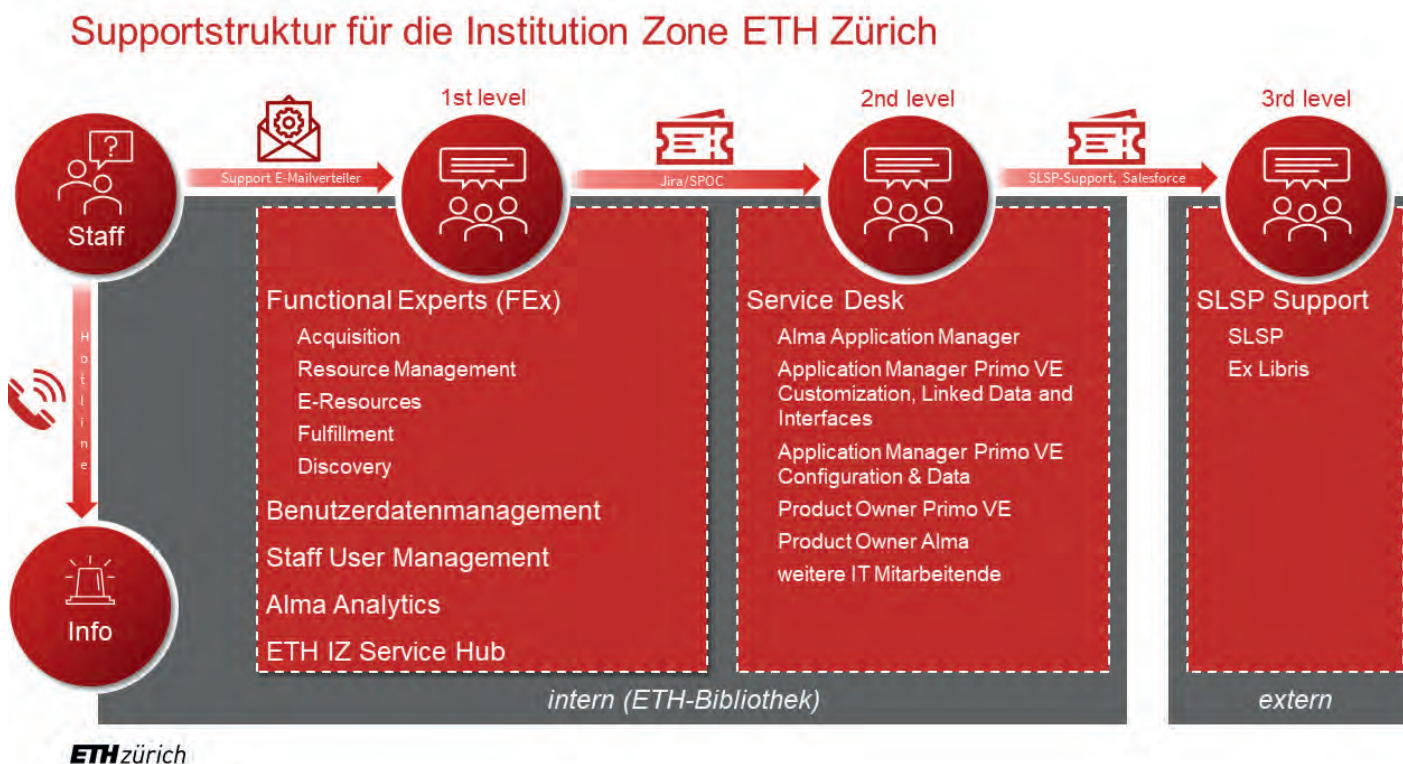 Supportstruktur für die Institution Zone ETH Zürich
1st level
2nd level
3rd level
?
Support E-Mailverteiler
Jira/SPOC
SLSP-Support, Salesforce
Staff
Hotline
Info
Functional Experts (FEx)
Acquisition
Resource Management
E-Resources
Fulfillment
Discovery
Benutzerdatenmanagement
Staff User Management
Alma Analytics
ETH IZ Service Hub
Service Desk
Alma Application Manager
Application Manager Primo VE
Customization, Linked Data and
Interfaces
Application Manager Primo VE
Configuration & Data
Product Owner Primo VE
Product Owner Alma
weitere IT Mitarbeitende
SLSP Support
SLSP
Ex Libris
intern (ETH-Bibliothek)
extern
ETH zürich